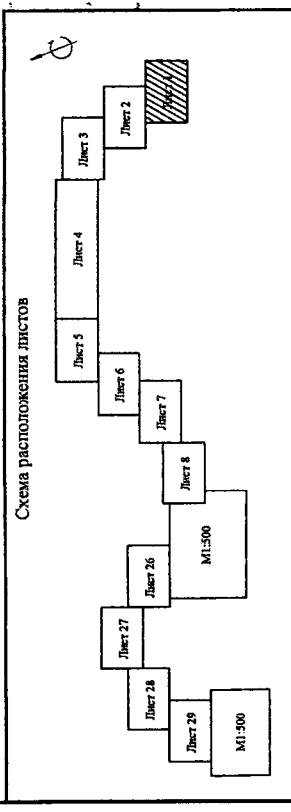 Схема расположения листов
Лист 2
Лист 3
Лист 4
Лист 5
Лист 6
Лист 7
Лист 8
М1:500
Лист 26
Лист 27
Лист 28
Лист 29
М1:500